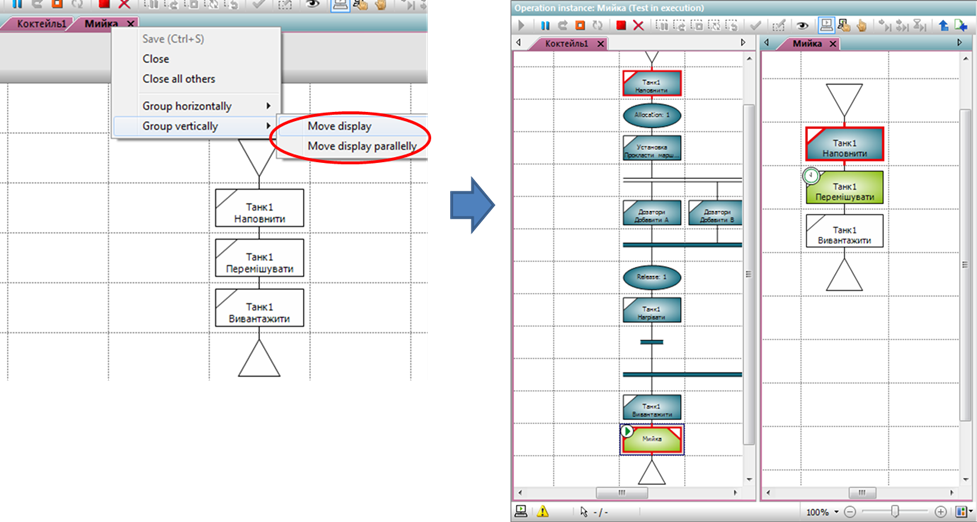 Коктейль1
Мийка
Save (Ctrl+S)
Close
Close all others
Group horizontally
Group vertically
Move display
Move display parallelly
Танк1
Наповнити
Танк1
Перемішувати
Танк1
Вивантажити
Operation instance: Мийка (Test in execution)
Коктейль1
Танк1
Наповнити
Allocation: 1
Установка
Прокласти марш...
Дозатори
Добавити А
Дозатори
Добавити В
Release: 1
Танк1
Нагрівати
Танк1
Вивантажити
Мийка
Мийка
Танк1
Наповнити
4
Танк1
Перемішувати
Танк1
Вивантажити
- / -
100%